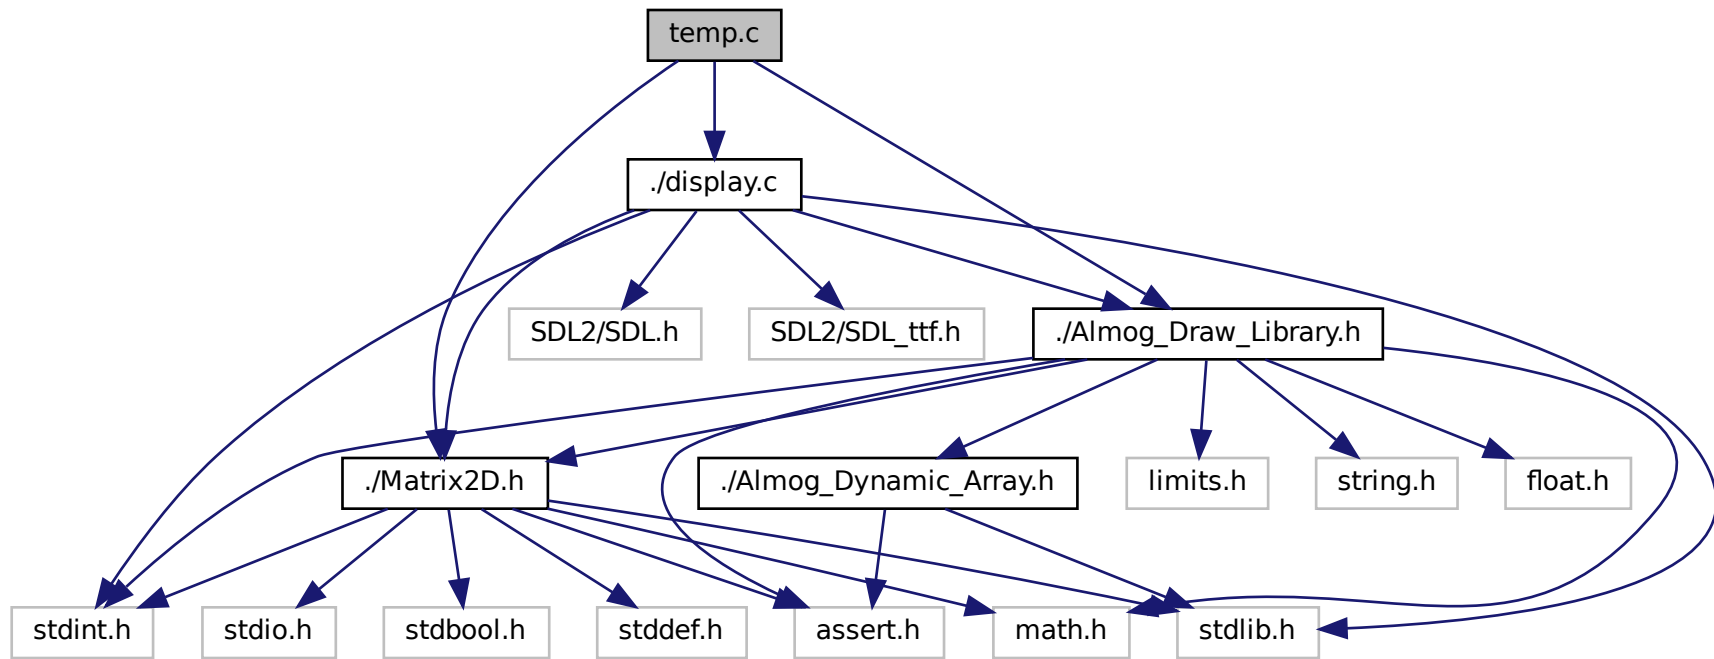 temp.c
./display.c
SDL2/SDL.h
SDL2/SDL_ttf.h
./Almog_Draw_Library.h
./Matrix2D.h
./Almog_Dynamic_Array.h
limits.h
string.h
float.h
stdint.h
stdio.h
stdbool.h
stddef.h
assert.h
math.h
stdlib.h